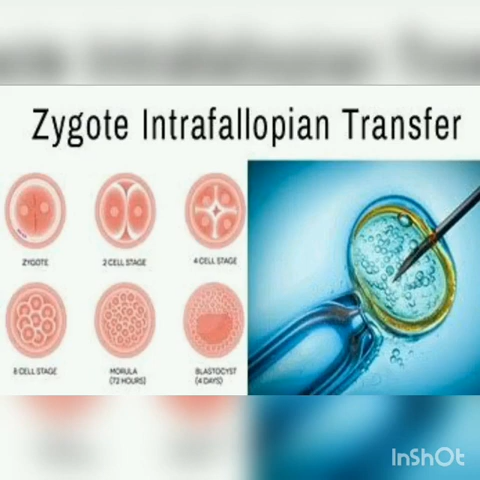 Zygote Intrafallopian Transfer
ZYGOTE
2 CELL STAGE
4 CELL STAGE
8 CELL STAGE
MORULA
(72 HOURS)
BLASTOCYST
(4 DAYS)
InShOt